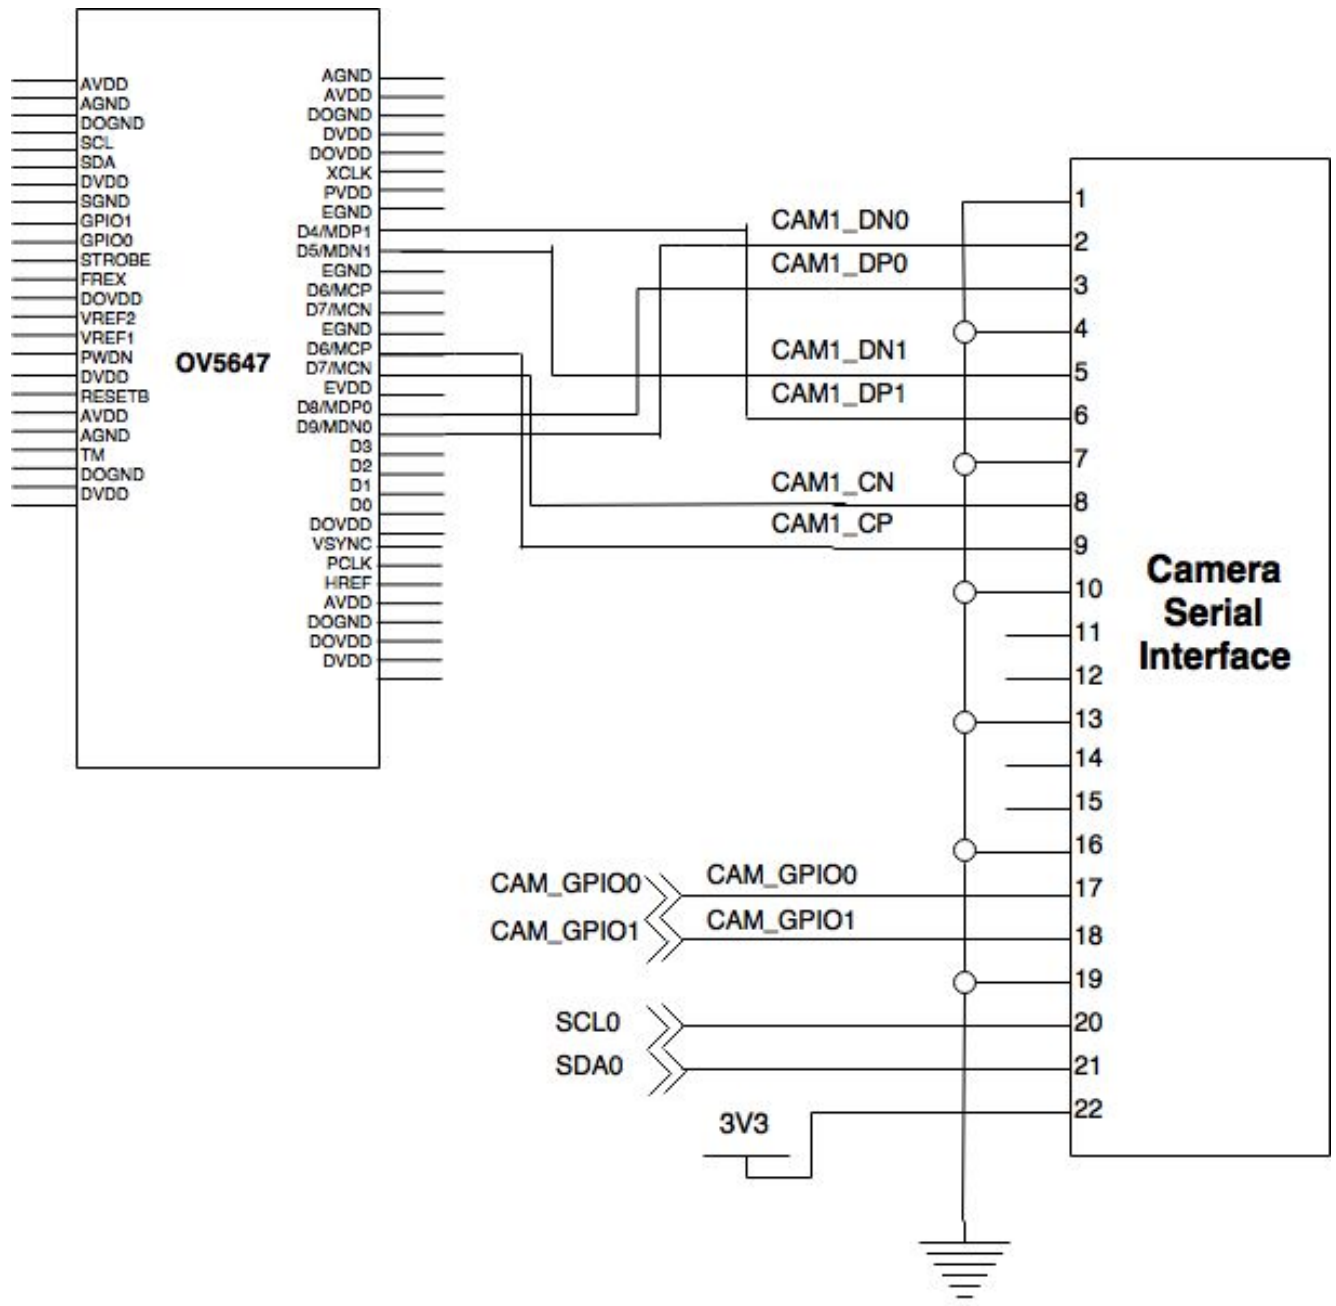 AVDD
AGND
DOGND
SCL
SDA
DVDD
SGND
GPIO1
GPIO0
STROBE
FREX
DOVDD
VREF2
VREF1
PWDN
DVDD
RESETB
AVDD
AGND
TM
DOGND
DVDD
OV5647
AGND
AVDD
DOGND
DVDD
DOVDD
XCLK
PVDD
EGND
D4/MDP1
D5/MDN1
EGND
D6/MCP
D7/MCN
EGND
D6/MCP
D7/MCN
EVDD
D8/MDP0
D9/MDN0
D3
D2
D1
D0
DOVDD
VSYNC
PCLK
HREF
AVDD
DOGND
DOVDD
DVDD
CAM1_DN0
CAM1_DP0
CAM1_DN1
CAM1_DP1
CAM1_CN
CAM1_CP
CAM_GPIO0
CAM_GPIO0
CAM_GPIO1
CAM_GPIO1
SCL0
SDA0
3V3
1
2
3
4
5
6
7
8
9
10
11
12
13
14
15
16
17
18
19
20
21
22
Camera
Serial
Interface